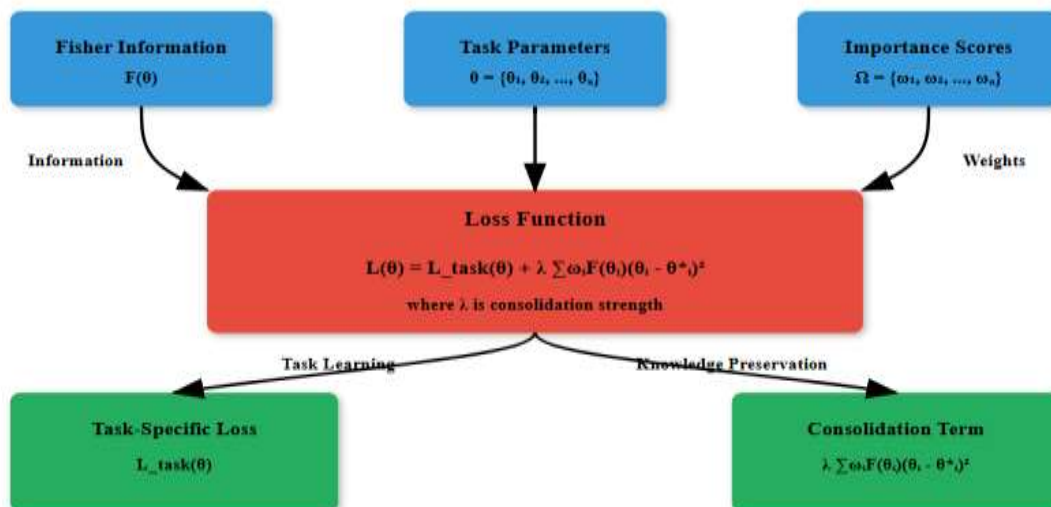 Fisher Information
F(θ)
Task Parameters
θ = {θ₁, θ₂, ..., θₙ}
Importance Scores
Ω = {ω₁, ω₂, ..., ωₙ}
Information
Weights
Loss Function
L(θ) = L_task(θ) + λ ∑ωᵢF(θᵢ)(θᵢ - θ*ᵢ)²
where λ is consolidation strength
Task Learning
Knowledge Preservation
Task-Specific Loss
L_task(θ)
Consolidation Term
λ ∑ωᵢF(θᵢ)(θᵢ - θ*ᵢ)²